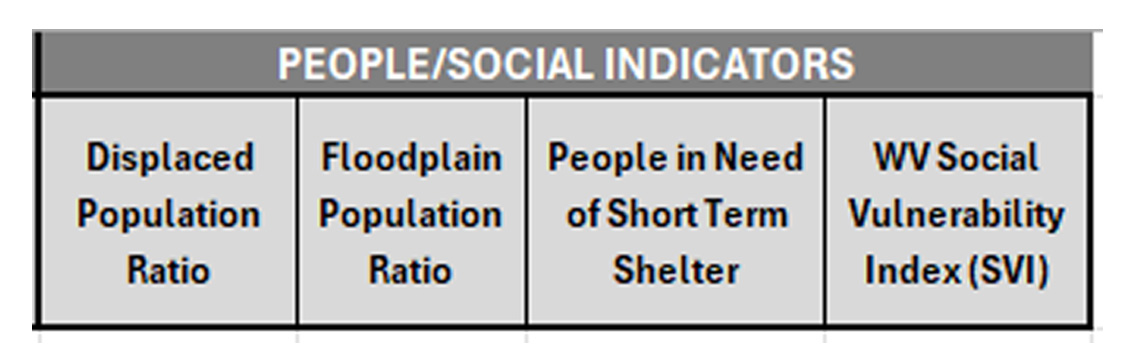 PEOPLE/SOCIAL INDICATORS
Displaced
Population
Ratio
Floodplain
Population
Ratio
People in Need
of Short Term
Shelter
WV Social
Vulnerability
Index (SVI)